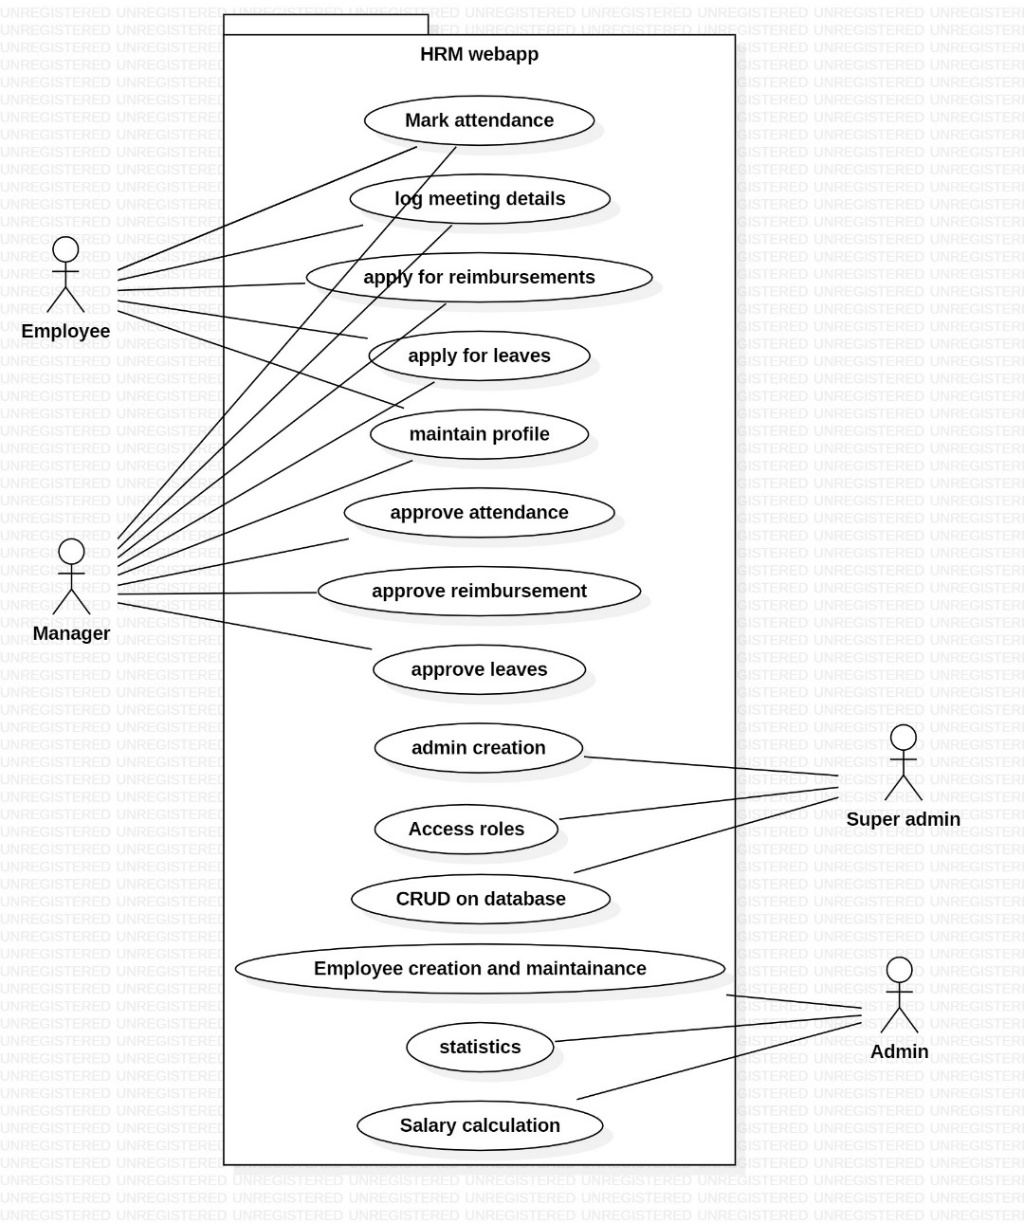 HRM webapp
Mark attendance
log meeting details
apply for reimbursements
Employee
apply for leaves
maintain profile
approve attendance
approve reimbursement
Manager
approve leaves
admin creation
Super admin
Access roles
CRUD on database
Employee creation and maintainance
statistics
Admin
Salary calculation
UNREGISTERED